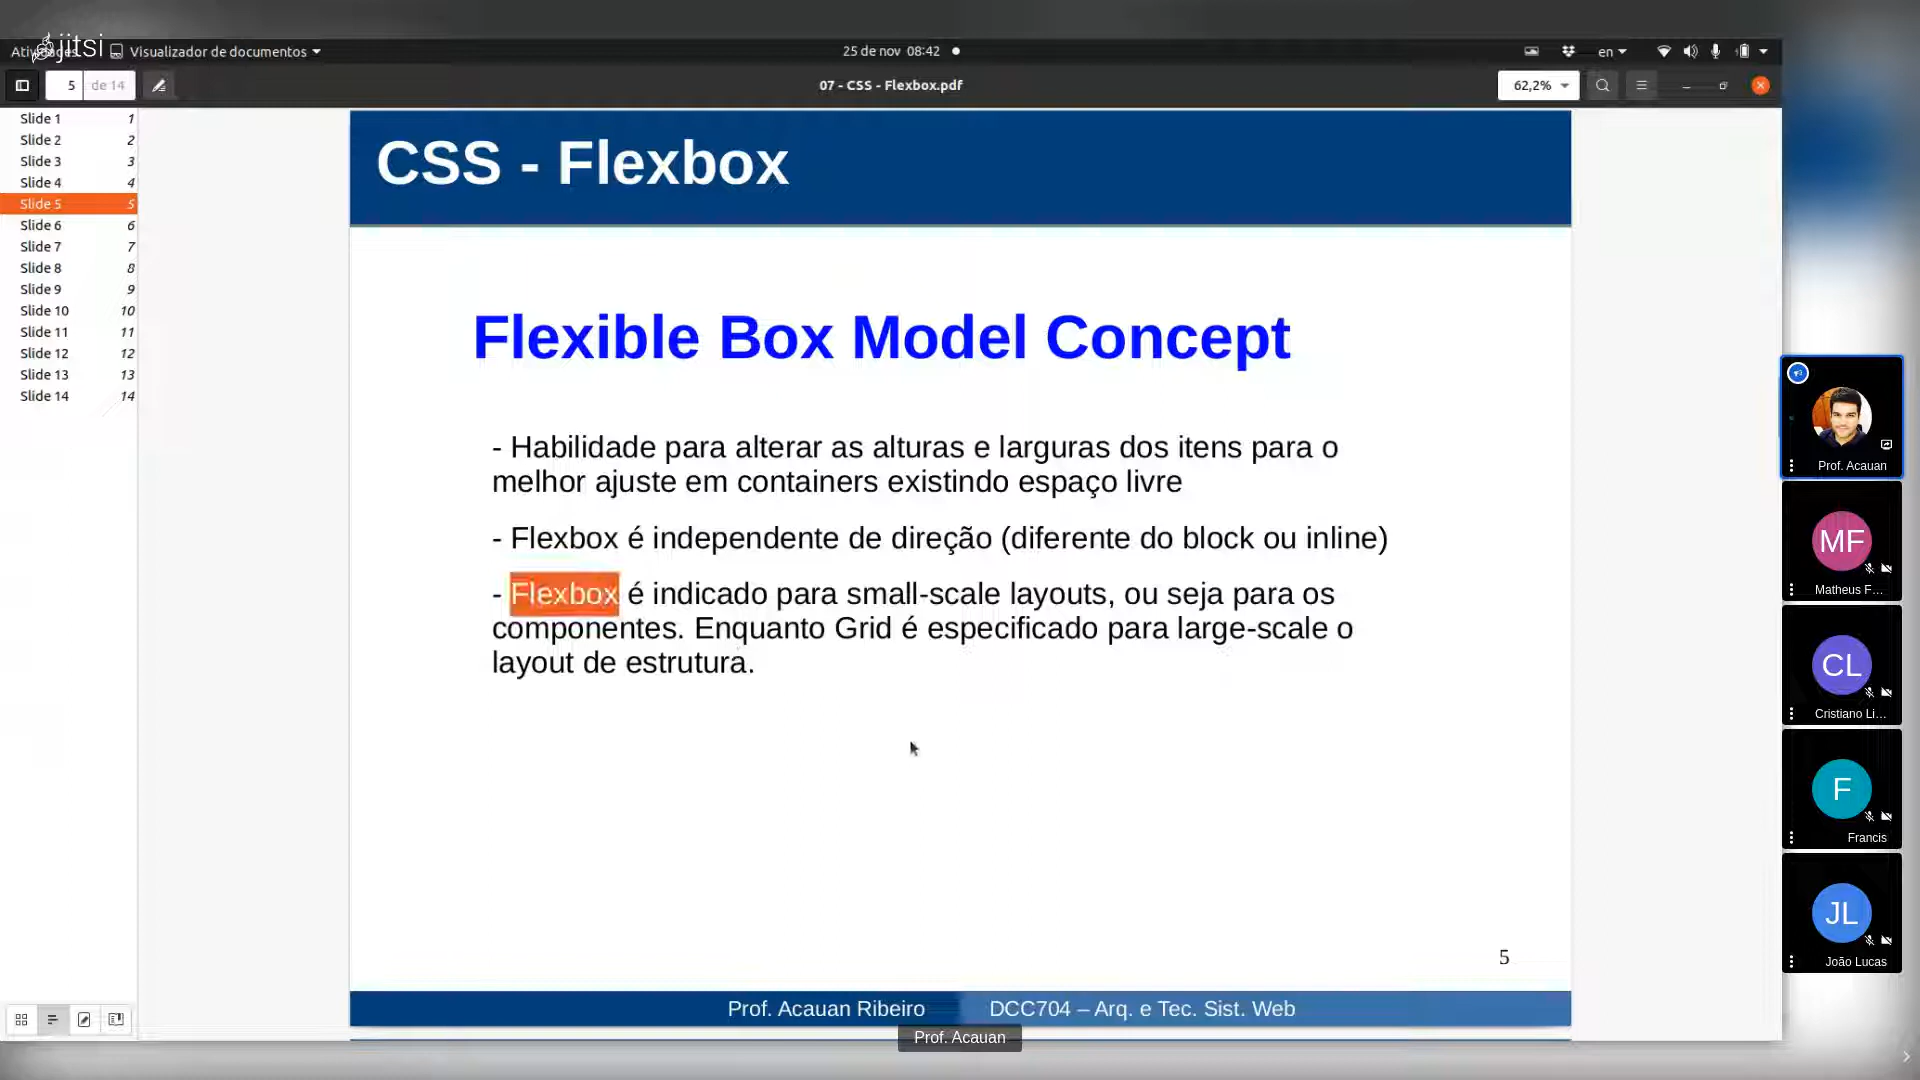 jitsi
Visualizador de documentos
25 de nov 08:42
en
5 de 14
07 - CSS - Flexbox.pdf
62,2%
Slide 1 1
Slide 2 2
Slide 3 3
Slide 4 4
Slide 5 5
Slide 6 6
Slide 7 7
Slide 8 8
Slide 9 9
Slide 10 10
Slide 11 11
Slide 12 12
Slide 13 13
Slide 14 14
CSS - Flexbox
Flexible Box Model Concept
- Habilidade para alterar as alturas e larguras dos itens para o
melhor ajuste em containers existindo espaço livre
- Flexbox é independente de direção (diferente do block ou inline)
- Flexbox é indicado para small-scale layouts, ou seja para os
componentes. Enquanto Grid é especificado para large-scale o
layout de estrutura.
5
Prof. Acauan Ribeiro DCC704 – Arq. e Tec. Sist. Web
Prof. Acauan
Prof. Acauan
MF
Matheus F...
CL
Cristiano Li...
F
Francis
JL
João Lucas